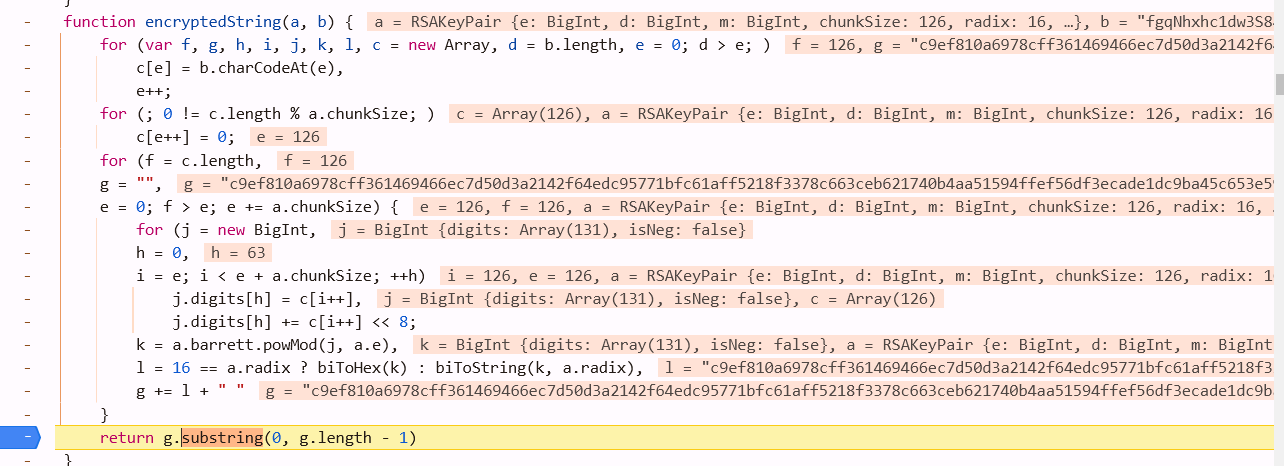 function encryptedString(a, b) { a = RSAKeyPair {e: BigInt, d: BigInt, m: BigInt, chunkSize: 126, radix: 16, …}, b = "fgqNhxhc1dw3S8
for (var f, g, h, i, j, k, l, c = new Array, d = b.length, e = 0; d > e; ) f = 126, g = "c9ef810a6978cff361469466ec7d50d3a2142f6
c[e] = b.charCodeAt(e),
e++;
for (; 0 != c.length % a.chunkSize; ) c = Array(126), a = RSAKeyPair {e: BigInt, d: BigInt, m: BigInt, chunkSize: 126, radix: 16
c[e++] = 0; e = 126
for (f = c.length, f = 126
g = "", g = "c9ef810a6978cff361469466ec7d50d3a2142f64edc95771bfc61aff5218f3378c663ceb621740b4aa51594ffef56df3ecade1dc9ba45c653e5
e = 0; f > e; e += a.chunkSize) { e = 126, f = 126, a = RSAKeyPair {e: BigInt, d: BigInt, m: BigInt, chunkSize: 126, radix: 16,
for (j = new BigInt, j = BigInt {digits: Array(131), isNeg: false}
h = 0, h = 63
i = e; i < e + a.chunkSize; ++h) i = 126, e = 126, a = RSAKeyPair {e: BigInt, d: BigInt, m: BigInt, chunkSize: 126, radix: 1
j.digits[h] = c[i++], j = BigInt {digits: Array(131), isNeg: false}, c = Array(126)
j.digits[h] += c[i++] << 8;
k = a.barrett.powMod(j, a.e), k = BigInt {digits: Array(131), isNeg: false}, a = RSAKeyPair {e: BigInt, d: BigInt, m: BigInt
l = 16 == a.radix ? biToHex(k) : biToString(k, a.radix), l = "c9ef810a6978cff361469466ec7d50d3a2142f64edc95771bfc61aff5218f3
g += l + " " g = "c9ef810a6978cff361469466ec7d50d3a2142f64edc95771bfc61aff5218f3378c663ceb621740b4aa51594ffef56df3ecade1dc9b
}
return g.substring(0, g.length - 1)
}